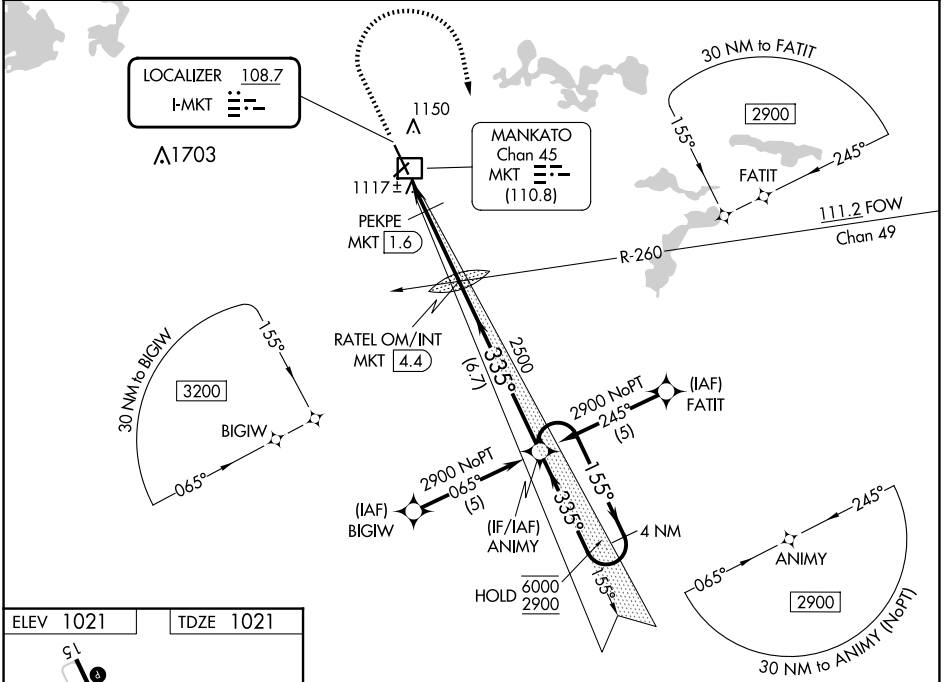 LOCALIZER 108.7
I-MKT
1703
1150
1117±
MANKATO
Chan 45
MKT
(110.8)
PEKPE
MKT 1.6
RATEL OM/INT
MKT 4.4
30 NM to FATIT
2900
155°
245°
FATIT
111.2 FOW
Chan 49
R-260
30 NM to BIGIW
3200
155°
BIGIW
065°
335°
2500
(6.7)
2900 NoPT
245°
(5)
(IAF)
FATIT
2900 NoPT
065°
(5)
(IAF)
BIGIW
(IF/IAF)
ANIMY
155°
335°
4 NM
HOLD 6000
2900
155°
245°
065°
ANIMY
2900
30 NM to ANIMY (NoPT)
ELEV 1021
TDZE 1021
15
P